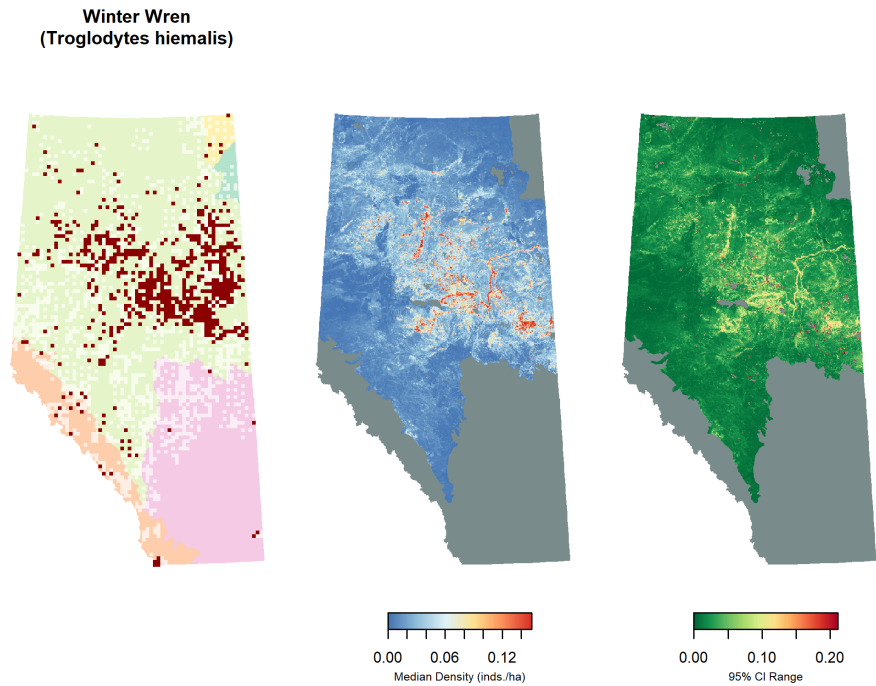 Winter Wren
(Troglodytes hiemalis)
0.00 0.06 0.12
Median Density (inds./ha)
0.00 0.10 0.20
95% CI Range